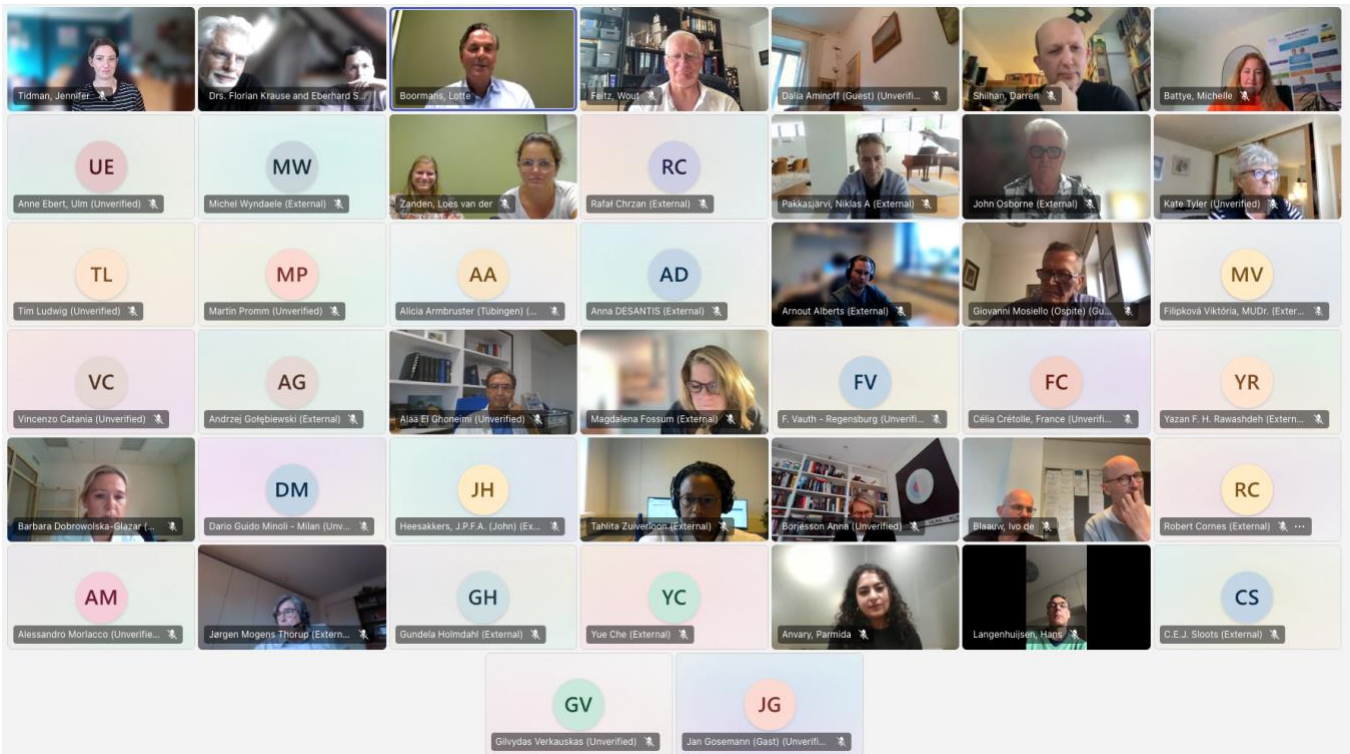 Tidman, Jennifer
Drs. Florian Krause and Eberhard S...
Boormans, Lotte
Feitz, Wout
Dalia Aminoff (Guest) (Unverifi...
Shilhan, Darren
Battye, Michelle
UE
Anne Ebert, Ulm (Unverified)
MW
Michel Wyndaele (External)
Zanden, Loes van der
RC
Rafał Chrzan (External)
Pakkasjärvi, Niklas A (External)
John Osborne (External)
Kate Tyler (Unverified)
TL
Tim Ludwig (Unverified)
MP
Martin Promm (Unverified)
AA
Alicia Armbruster (Tübingen) (...
AD
Anna DESANTIS (External)
Arnout Alberts (External)
Giovanni Mosiello (Ospite) (Gu...
MV
Filipková Viktória, MUDr. (Exter...
VC
Vincenzo Catania (Unverified)
AG
Andrzej Gołębiewski (External)
Alaa El Ghoneimi (Unverified)
Magdalena Fossum (External)
FV
F. Vauth - Regensburg (Unverifi...
FC
Célia Crétolle, France (Unverifi...
YR
Yazan F. H. Rawashdeh (Extern...
Barbara Dobrowolska-Glazar (...
DM
Dario Guido Minoli - Milan (Unv...
JH
Heesakkers, J.P.F.A. (John) (Ex...
Tahlita Zuiverloon (External)
Börjesson Anna (Unverified)
Blaauw, Ivo de
RC
Robert Cornes (External)
AM
Alessandro Morlacco (Unverifie...
Jørgen Mogens Thorup (Extern...
GH
Gundela Holmdahl (External)
YC
Yue Che (External)
Anvary, Parmida
Langenhuijsen, Hans
CS
C.E.J. Sloots (External)
GV
Gilvydas Verkauskas (Unverified)
JG
Jan Gosemann (Gast) (Unverifi...